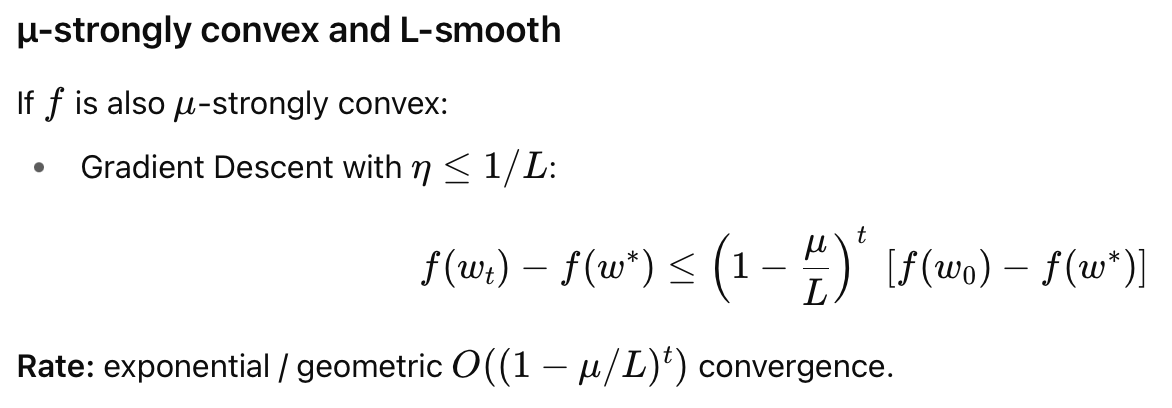 μ-strongly convex and L-smooth
If f is also μ-strongly convex:
• Gradient Descent with η ≤ 1/L:
f(w_t) − f(w*) ≤ (1 − μ/L)^t [f(w_0) − f(w*)]
Rate: exponential / geometric O((1 − μ/L)^t) convergence.